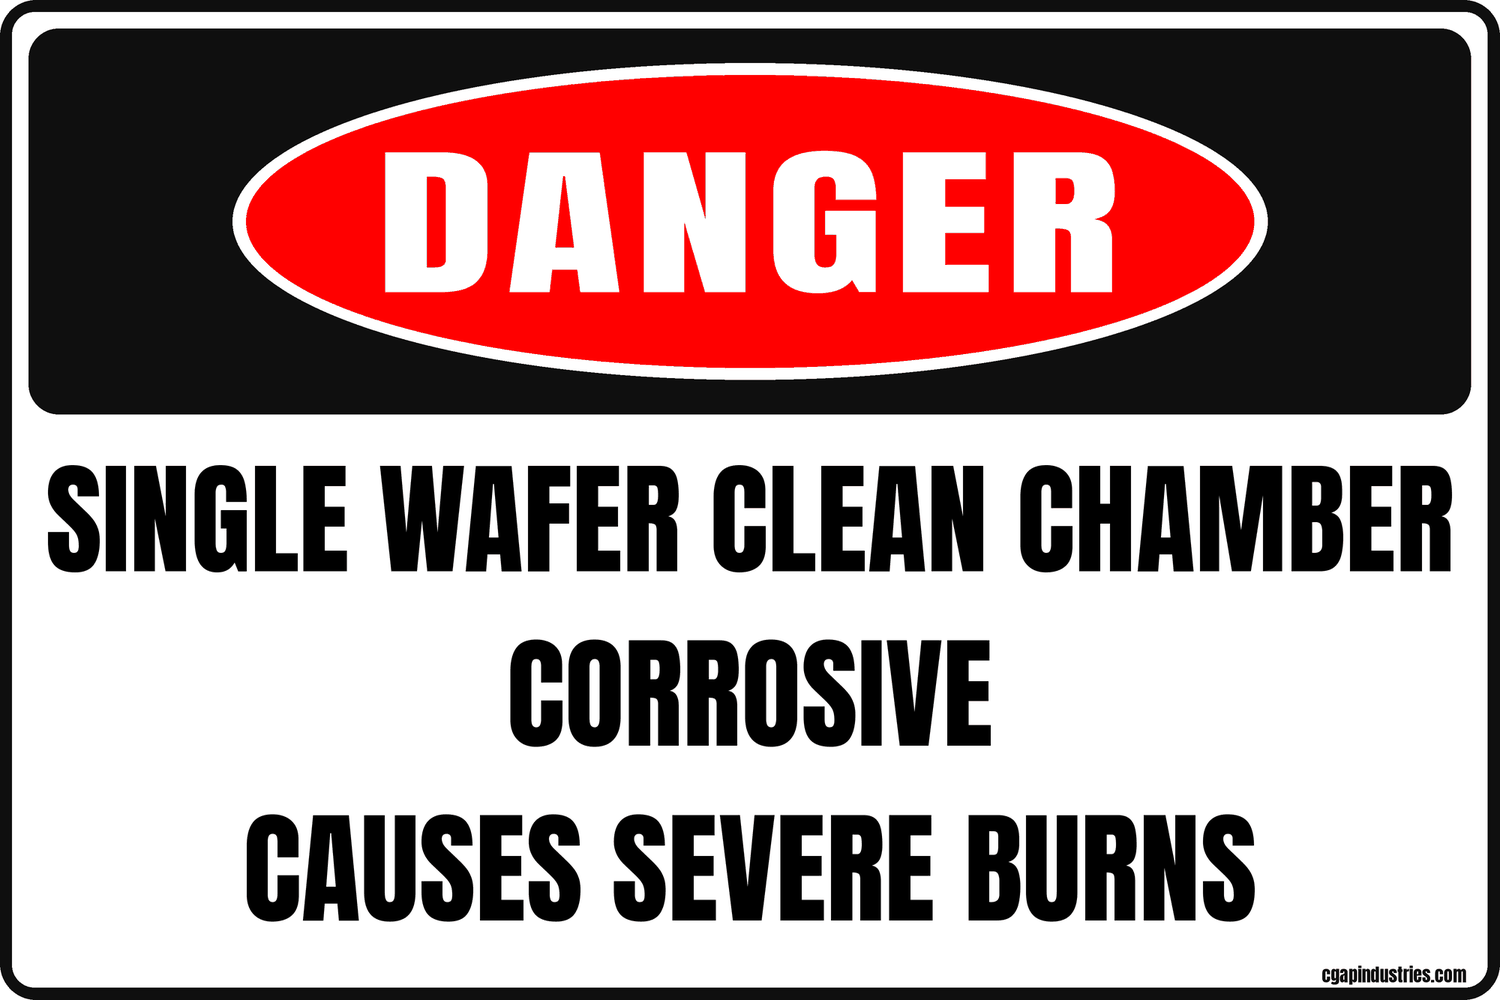 DANGER
SINGLE WAFER CLEAN CHAMBER
CORROSIVE
CAUSES SEVERE BURNS
cgapindustries.com